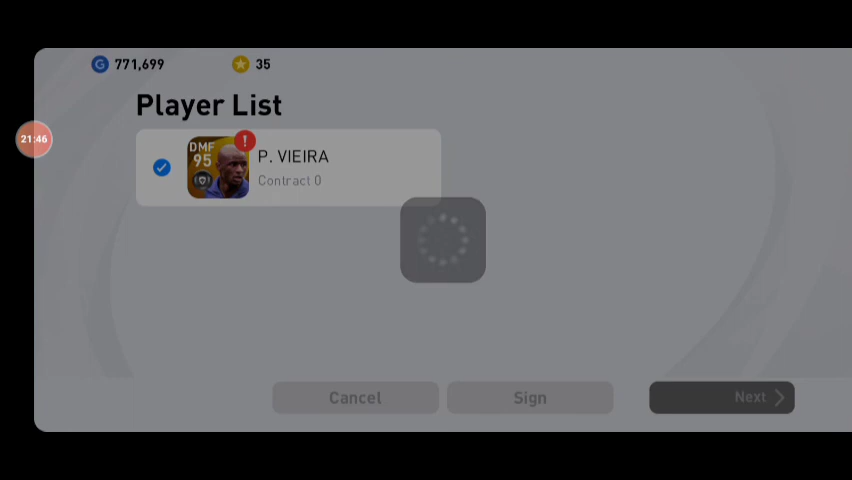 771,699 35
21:46
Player List
DMF
95
!
P. VIEIRA
Contract 0
Cancel Sign Next